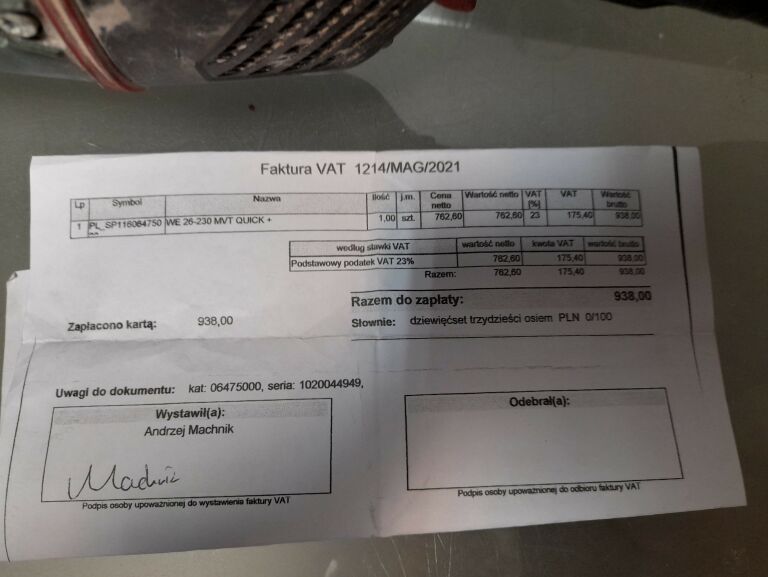 Faktura VAT 1214/MAG/2021
Lp Symbol Nazwa Ilość j.m. Cena netto Wartość netto VAT [%] VAT Wartość brutto
1 PL_SP116064750 WE 26-230 MVT QUICK + 1,00 szt. 762,60 762,60 23 175,40 938,00
według stawki VAT wartość netto kwota VAT wartość brutto
Podstawowy podatek VAT 23% 762,60 175,40 938,00
Razem: 762,60 175,40 938,00
Razem do zapłaty: 938,00
Zapłacono kartą: 938,00 Słownie: dziewięćset trzydzieści osiem PLN 0/100
Uwagi do dokumentu: kat: 06475000, seria: 1020044949,
Wystawił(a): Odebrał(a):
Andrzej Machnik
Podpis osoby upoważnionej do wystawienia faktury VAT Podpis osoby upoważnionej do odbioru faktury VAT